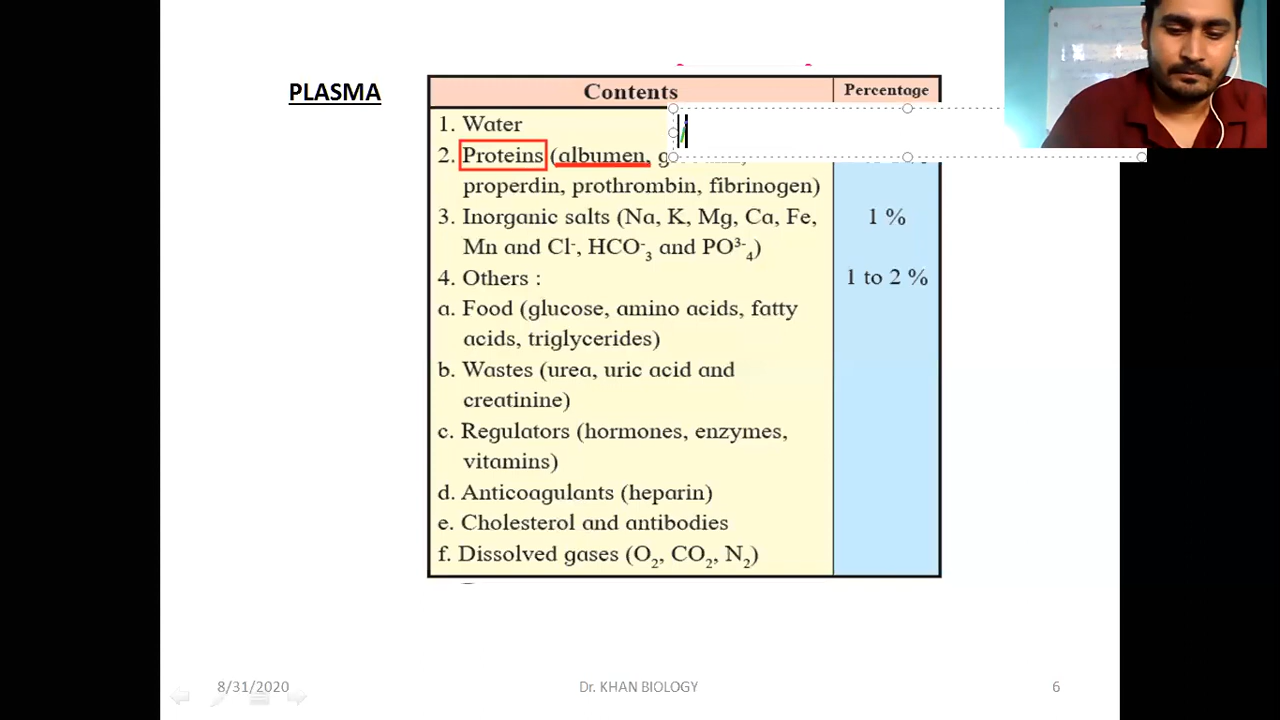 PLASMA
Contents Percentage
1. Water
2. Proteins (albumen,
properdin, prothrombin, fibrinogen)
3. Inorganic salts (Na, K, Mg, Ca, Fe, 1 %
Mn and Cl⁻, HCO⁻₃ and PO³⁻₄)
4. Others : 1 to 2 %
a. Food (glucose, amino acids, fatty
acids, triglycerides)
b. Wastes (urea, uric acid and
creatinine)
c. Regulators (hormones, enzymes,
vitamins)
d. Anticoagulants (heparin)
e. Cholesterol and antibodies
f. Dissolved gases (O₂, CO₂, N₂)
8/31/2020 Dr. KHAN BIOLOGY 6